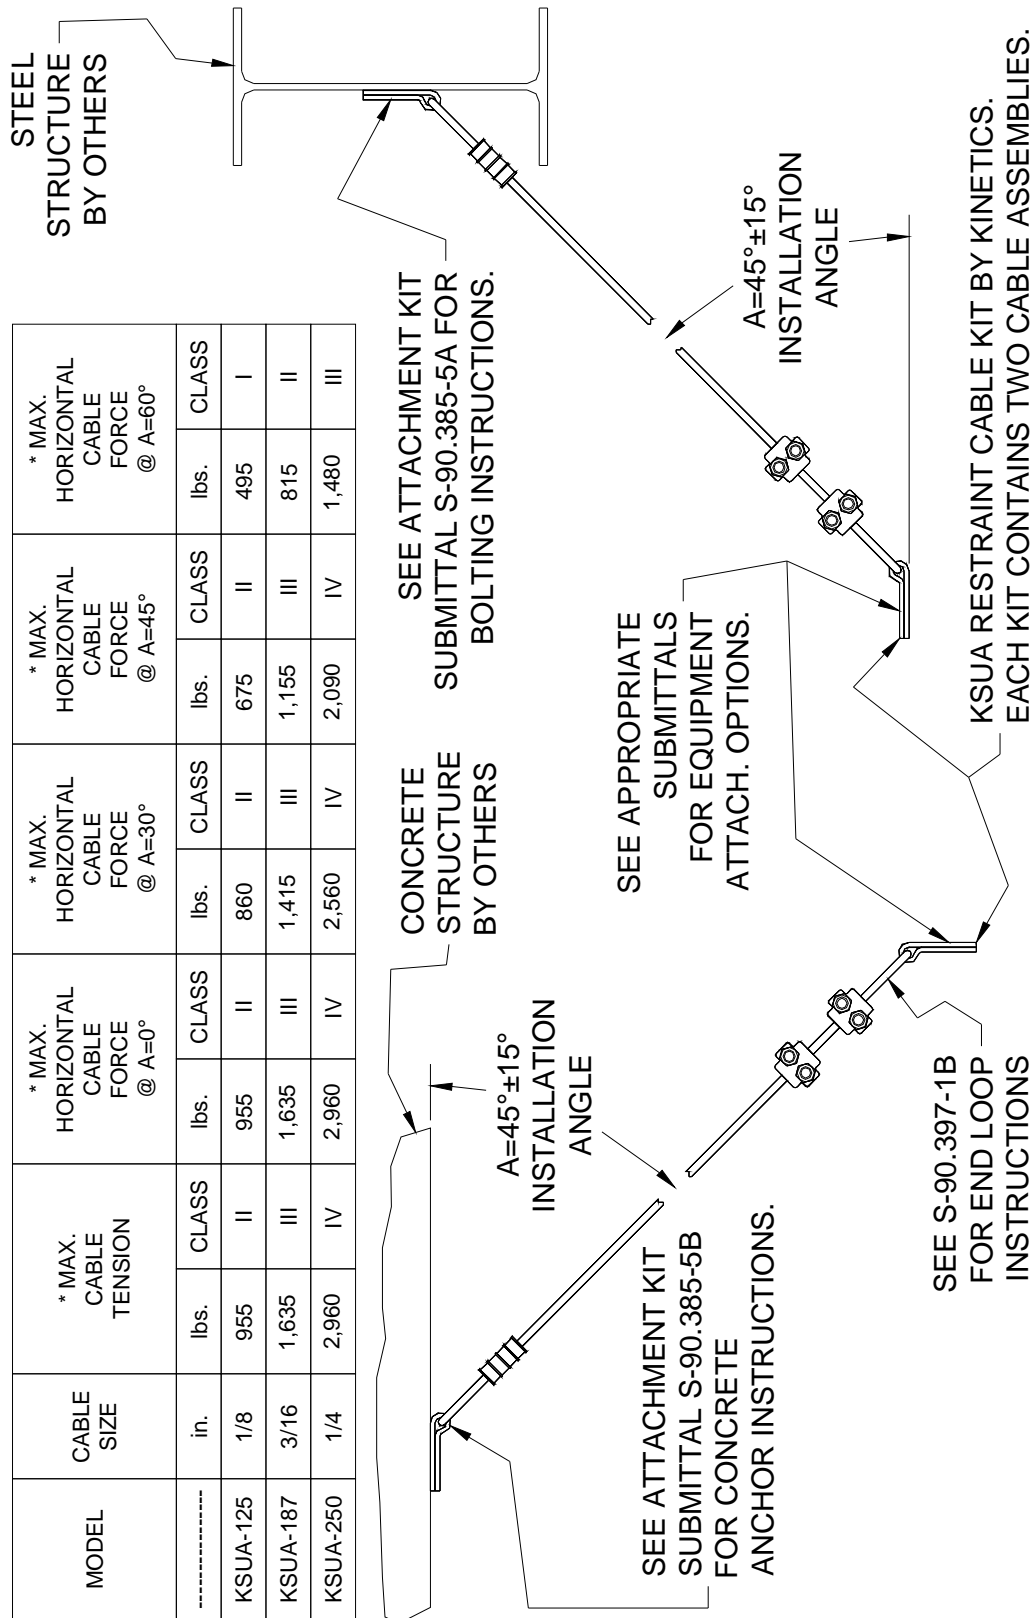 MODEL
CABLE
SIZE
* MAX.
CABLE
TENSION
* MAX.
HORIZONTAL
CABLE
FORCE
@ A=0°
* MAX.
HORIZONTAL
CABLE
FORCE
@ A=30°
* MAX.
HORIZONTAL
CABLE
FORCE
@ A=45°
* MAX.
HORIZONTAL
CABLE
FORCE
@ A=60°
------------ in. lbs. CLASS lbs. CLASS lbs. CLASS lbs. CLASS lbs. CLASS
KSUA-125 1/8 955 II 955 II 860 II 675 II 495 I
KSUA-187 3/16 1,635 III 1,635 III 1,415 III 1,155 III 815 II
KSUA-250 1/4 2,960 IV 2,960 IV 2,560 IV 2,090 IV 1,480 III
STEEL
STRUCTURE
BY OTHERS
CONCRETE
STRUCTURE
BY OTHERS
SEE ATTACHMENT KIT
SUBMITTAL S-90.385-5A FOR
BOLTING INSTRUCTIONS.
A=45°±15°
INSTALLATION
ANGLE
A=45°±15°
INSTALLATION
ANGLE
SEE APPROPRIATE
SUBMITTALS
FOR EQUIPMENT
ATTACH. OPTIONS.
SEE ATTACHMENT KIT
SUBMITTAL S-90.385-5B
FOR CONCRETE
ANCHOR INSTRUCTIONS.
SEE S-90.397-1B
FOR END LOOP
INSTRUCTIONS
KSUA RESTRAINT CABLE KIT BY KINETICS.
EACH KIT CONTAINS TWO CABLE ASSEMBLIES.